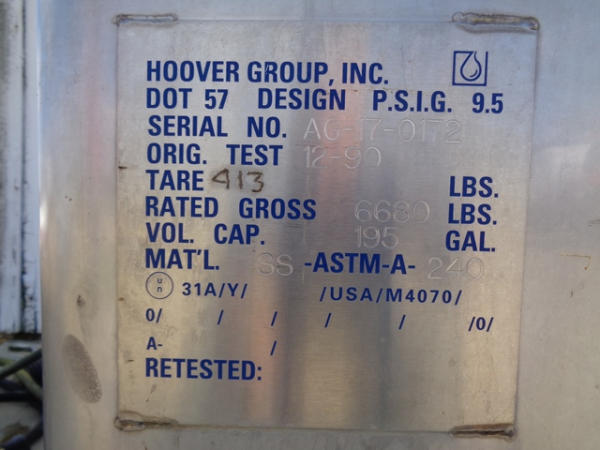 HOOVER GROUP, INC.
DOT 57 DESIGN P.S.I.G. 9.5
SERIAL NO. AG-17-0172
ORIG. TEST 12-90
TARE 413 LBS.
RATED GROSS 6680 LBS.
VOL. CAP. 195 GAL.
MAT'L. SS -ASTM-A- 240
un 31A/Y/ /USA/M4070/
0/ / / / / /0/
A- /
RETESTED: